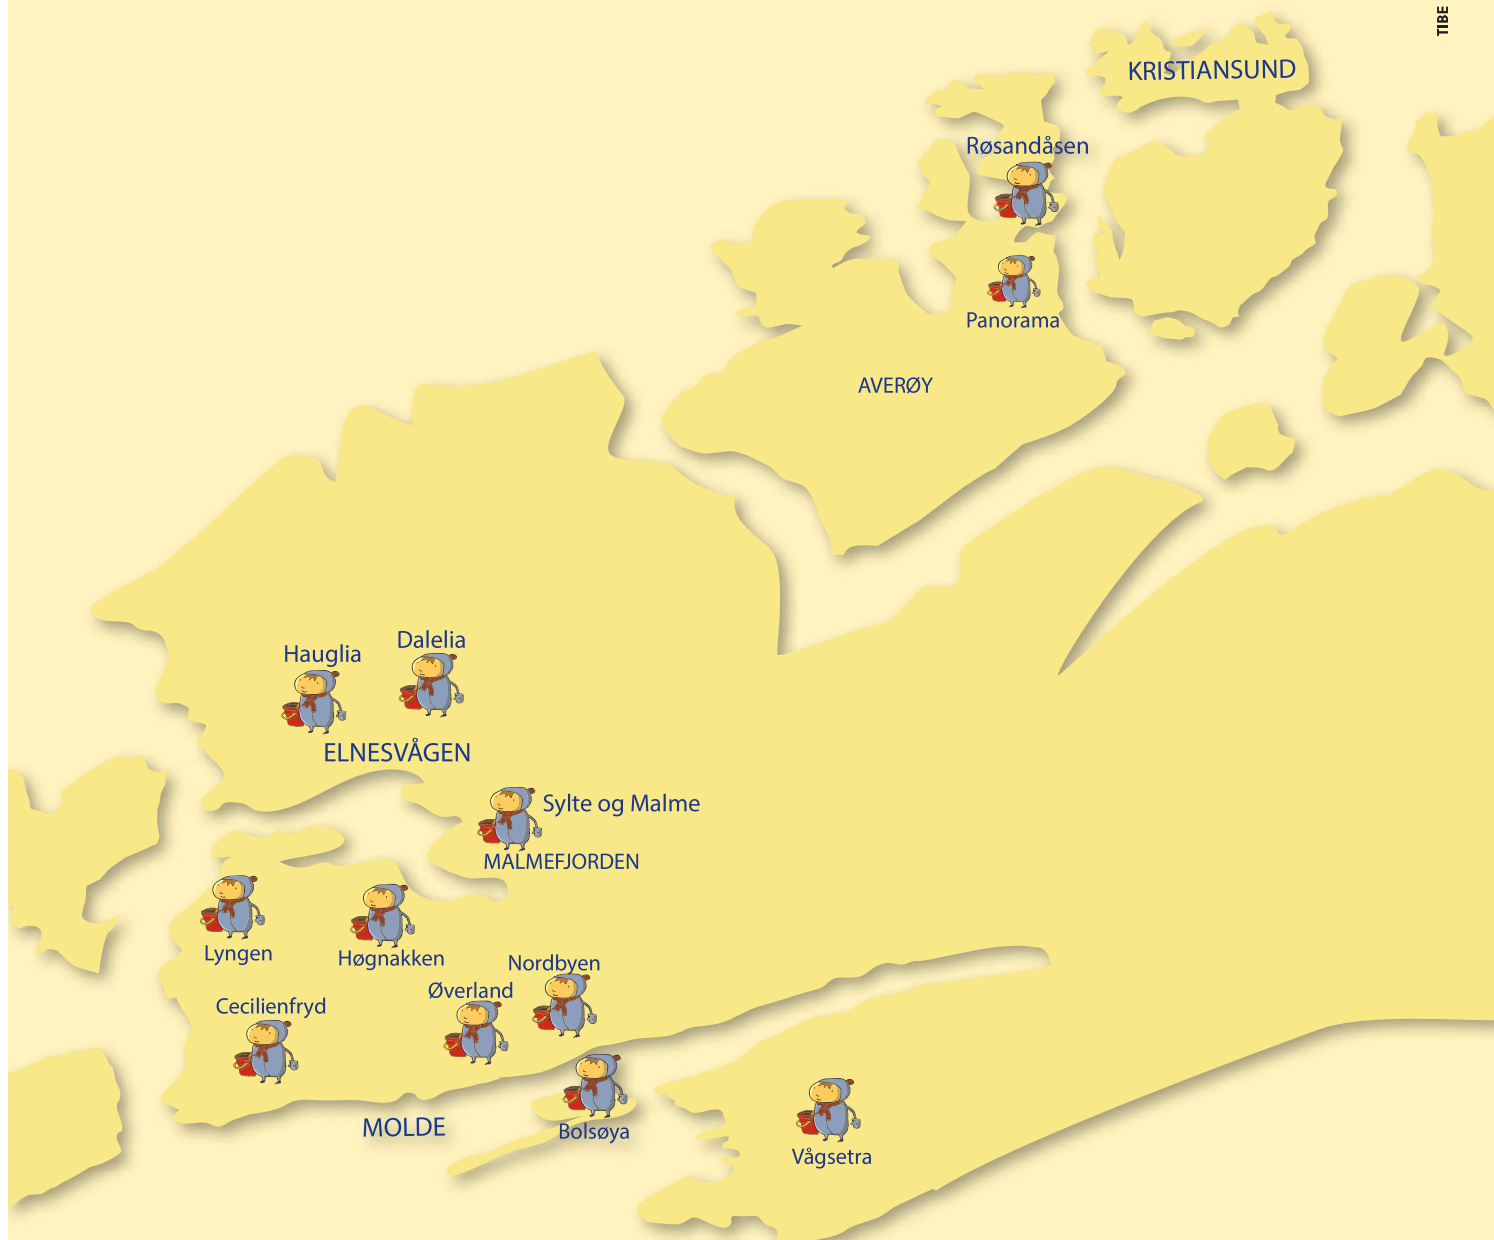 TIBE
KRISTIANSUND
Røsandåsen
Panorama
AVERØY
Dalelia
Hauglia
ELNESVÅGEN
Sylte og Malme
MALMEFJORDEN
Lyngen
Høgnakken
Nordbyen
Øverland
Cecilienfryd
MOLDE
Bolsøya
Vågsetra